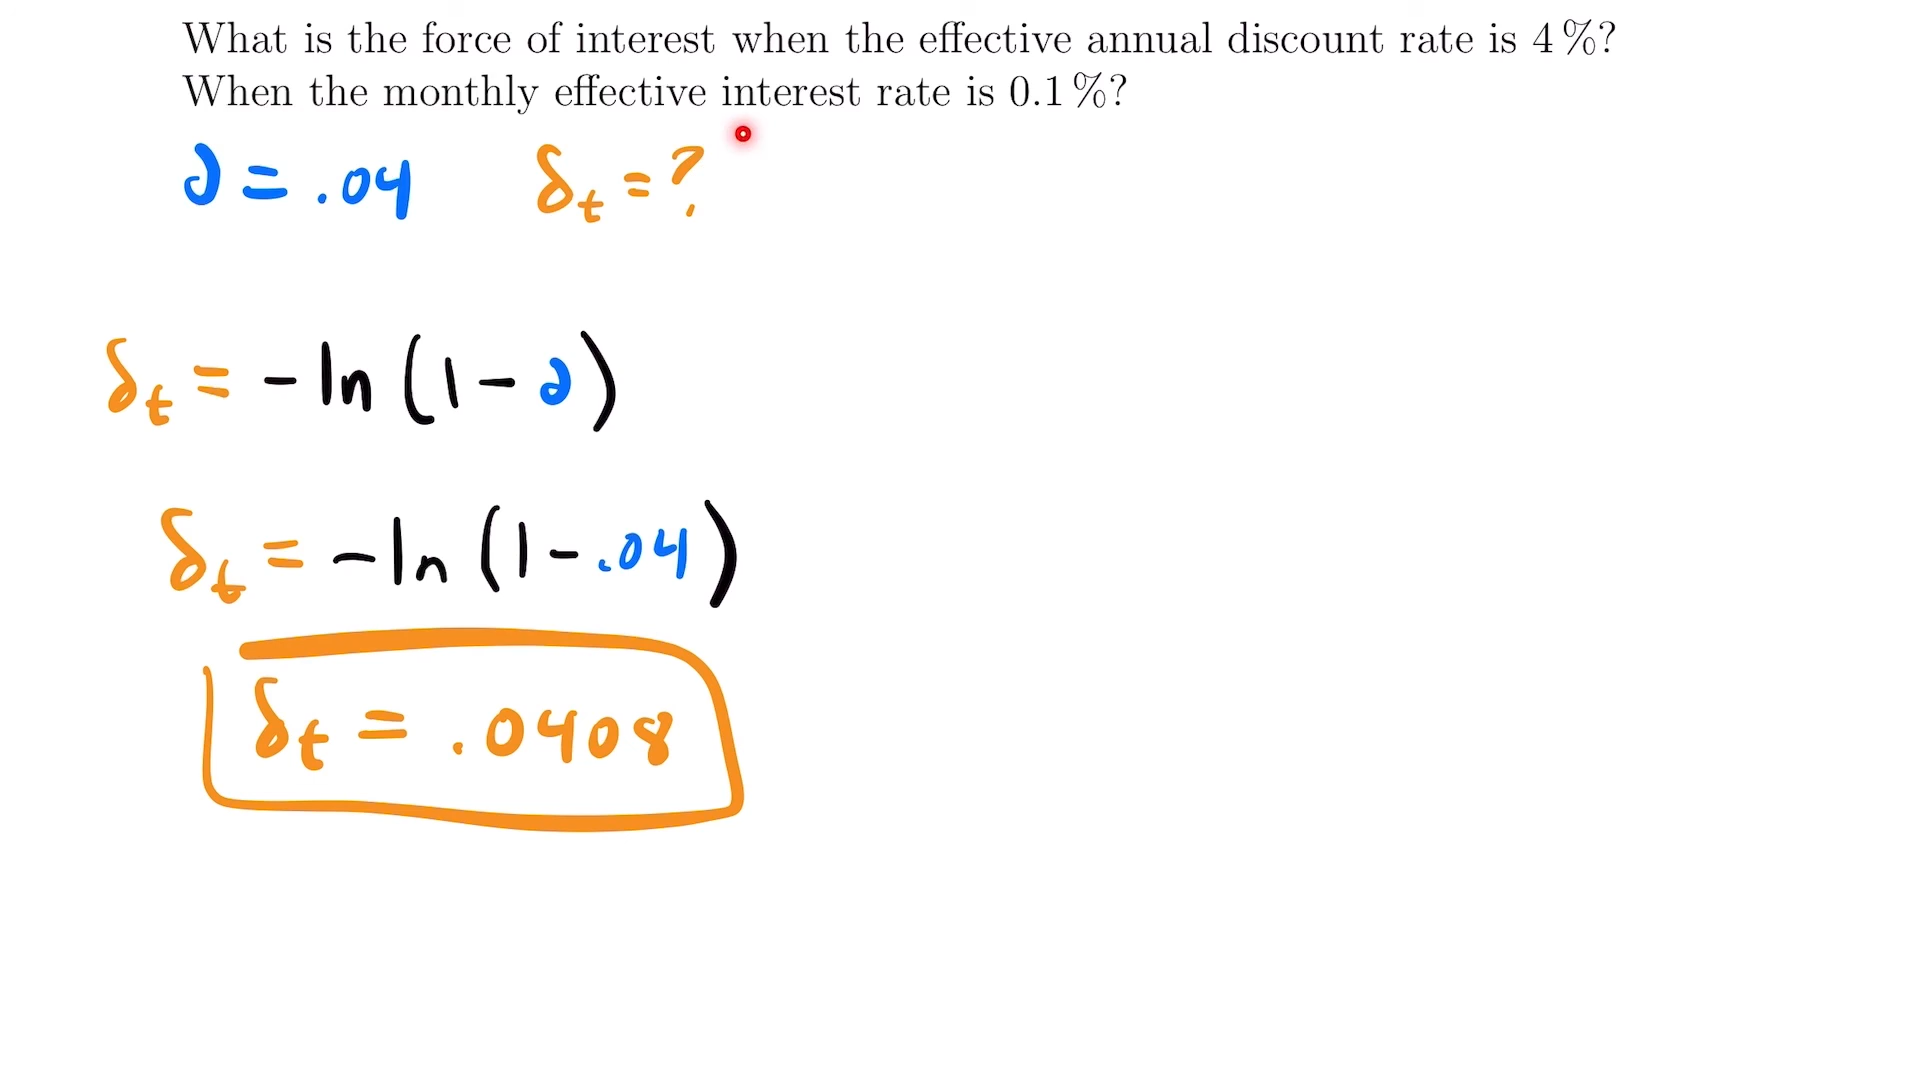 What is the force of interest when the effective annual discount rate is 4 %?
When the monthly effective interest rate is 0.1 %?
∂ = .04 δt = ?
δt = -ln (1 - ∂)
δt = -ln (1 - .04)
δt = .0408